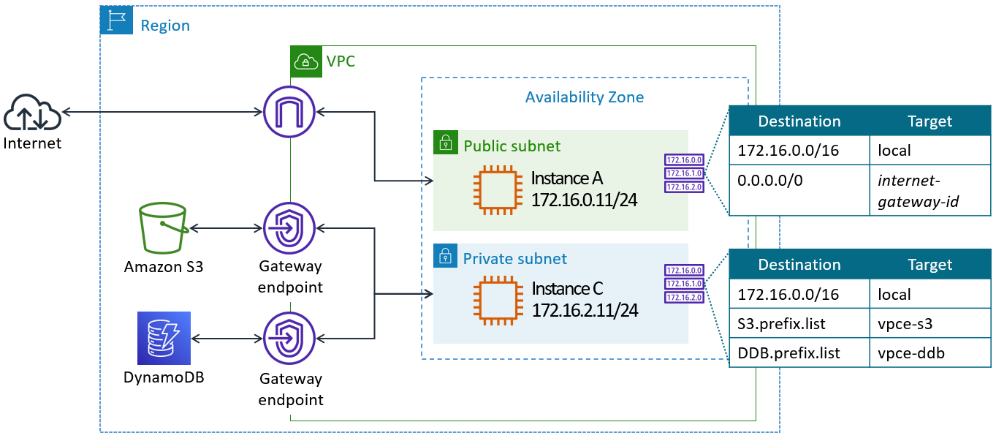 Region
VPC
Availability Zone
Internet
Public subnet
Instance A
172.16.0.11/24
172.16.0.0
172.16.1.0
172.16.2.0
Destination Target
172.16.0.0/16 local
0.0.0.0/0 internet-
gateway-id
Amazon S3
Gateway
endpoint
Private subnet
Instance C
172.16.2.11/24
172.16.0.0
172.16.1.0
172.16.2.0
Destination Target
172.16.0.0/16 local
S3.prefix.list vpce-s3
DDB.prefix.list vpce-ddb
DynamoDB
Gateway
endpoint